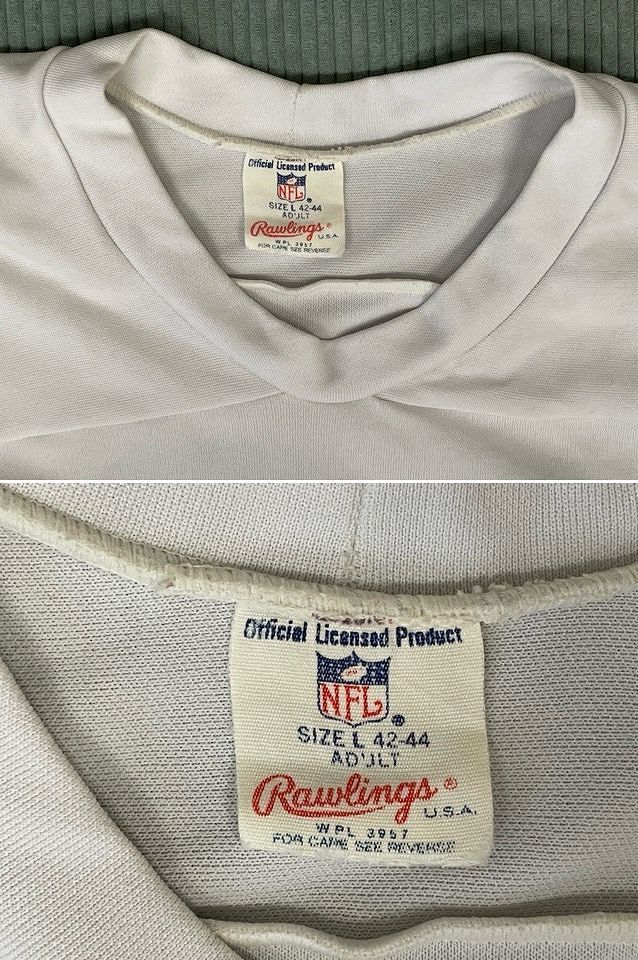 Official Licensed Product
NFL®
SIZE L 42-44
ADULT
Rawlings®
U.S.A.
WPL 3957
FOR CARE SEE REVERSE
Official Licensed Product
NFL®
SIZE L 42-44
ADULT
Rawlings®
U.S.A.
WPL 3957
FOR CARE SEE REVERSE